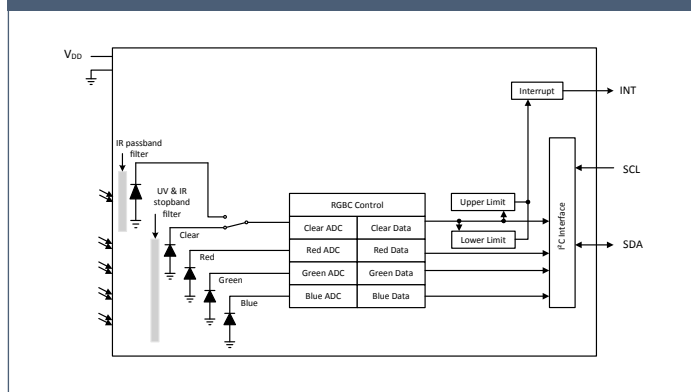 VDD
Interrupt
INT
IR passband
filter
UV & IR
stopband
filter
SCL
RGBC Control
Upper Limit
Clear
Clear ADC
Clear Data
Lower Limit
I²C Interface
SDA
Red
Red ADC
Red Data
Green
Green ADC
Green Data
Blue
Blue ADC
Blue Data